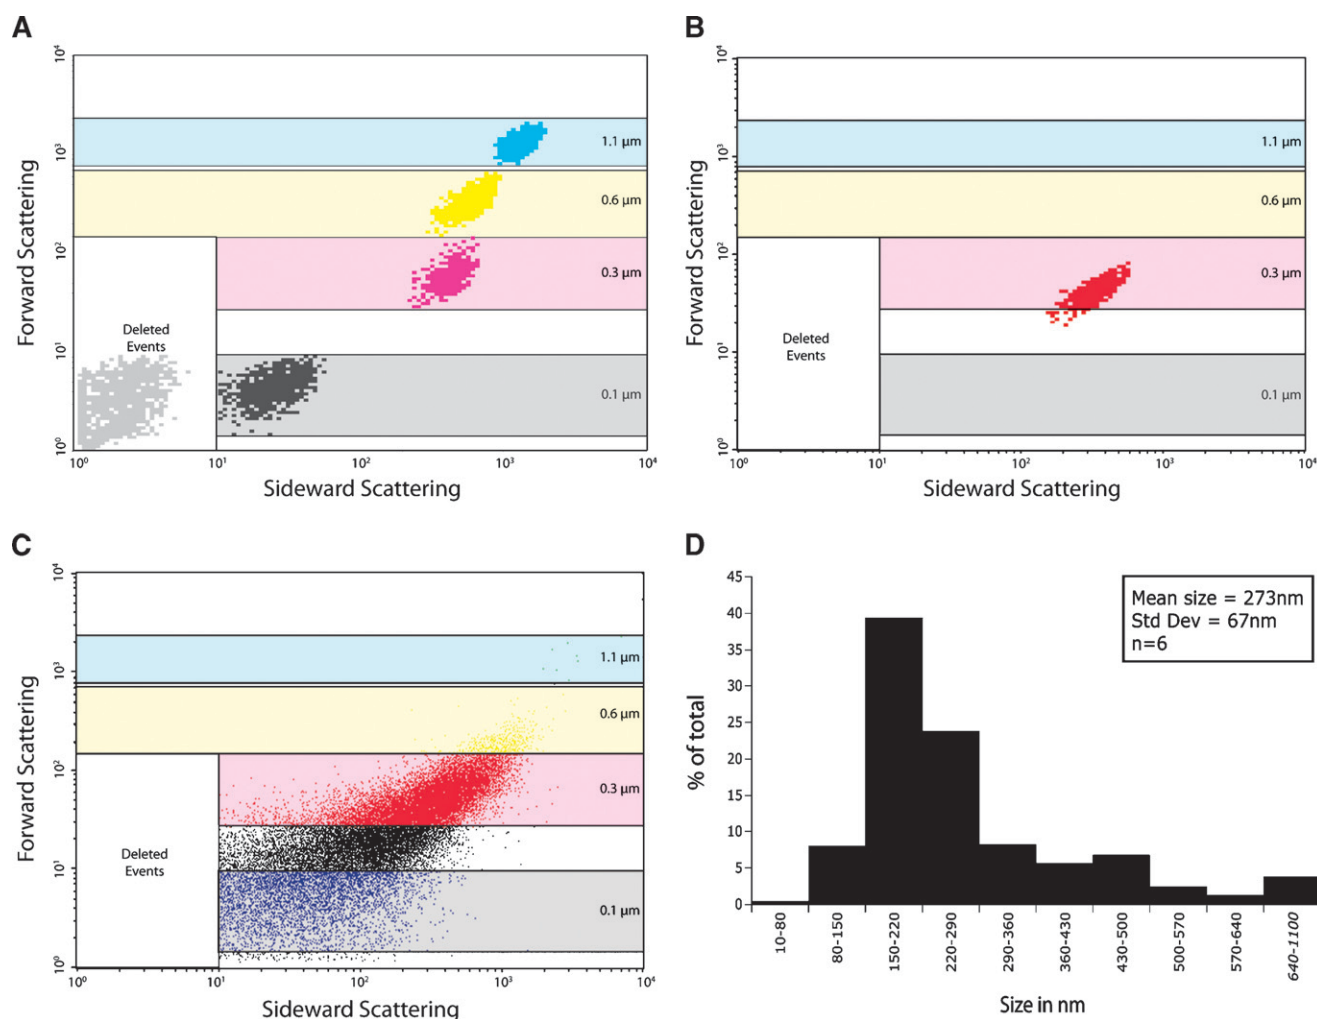 A
Forward Scattering
10⁴
10³
10²
10¹
10⁰
1.1 µm
0.6 µm
0.3 µm
0.1 µm
Deleted
Events
10⁰ 10¹ 10² 10³ 10⁴
Sideward Scattering
B
Forward Scattering
10⁴
10³
10²
10¹
10⁰
1.1 µm
0.6 µm
0.3 µm
0.1 µm
Deleted
Events
10⁰ 10¹ 10² 10³ 10⁴
Sideward Scattering
C
Forward Scattering
10⁴
10³
10²
10¹
10⁰
1.1 µm
0.6 µm
0.3 µm
0.1 µm
Deleted
Events
10⁰ 10¹ 10² 10³ 10⁴
Sideward Scattering
D
% of total
45
40
35
30
25
20
15
10
5
0
Mean size = 273nm
Std Dev = 67nm
n=6
10-80
80-150
150-220
220-290
290-360
360-430
430-500
500-570
570-640
640-1100
Size in nm